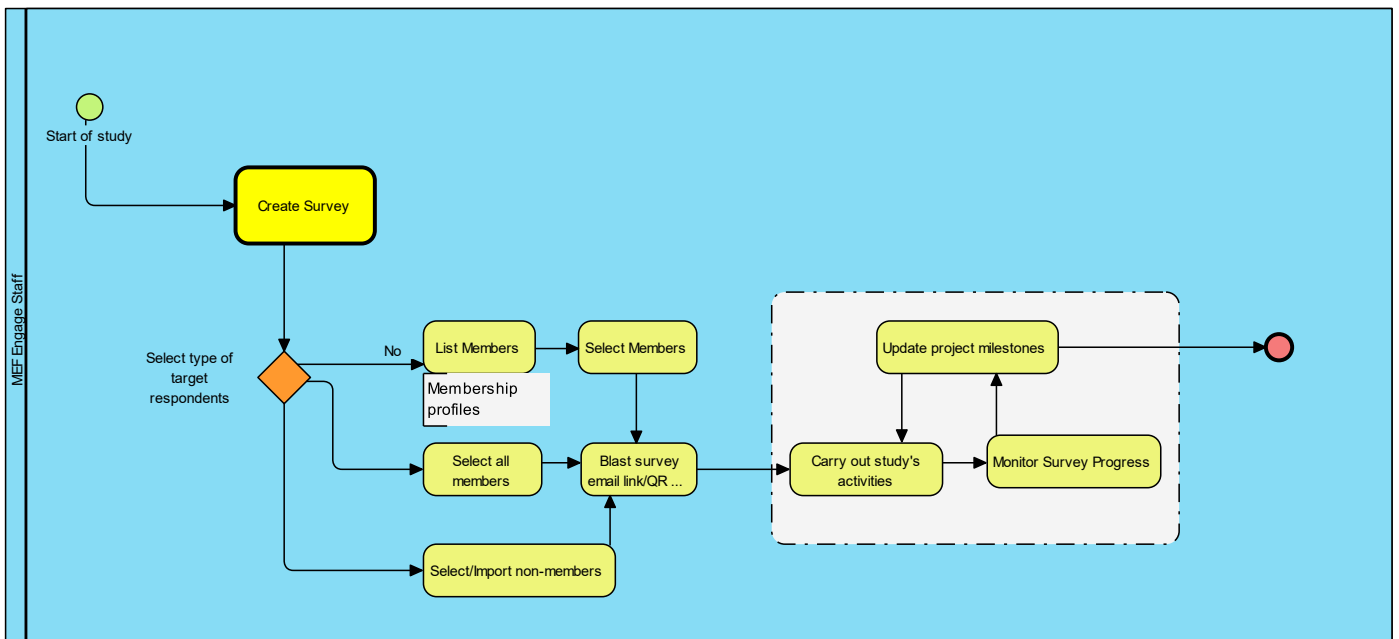 MEF Engage Staff
Start of study
Create Survey
Select type of
target
respondents
No
List Members
Select Members
Membership
profiles
Select all
members
Blast survey
email link/QR ...
Select/Import non-members
Update project milestones
Carry out study's
activities
Monitor Survey Progress